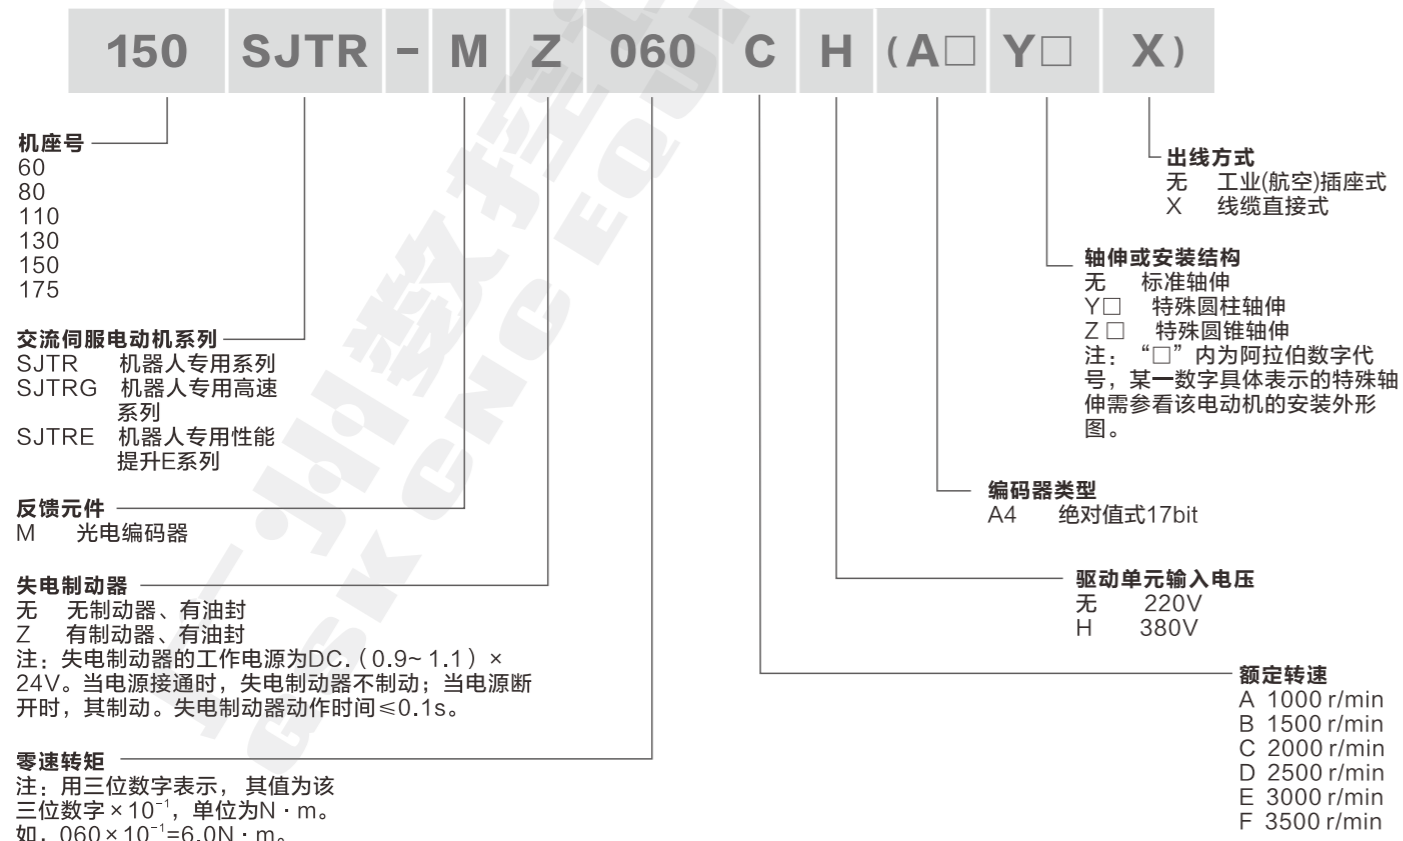 150 SJTR - M Z 060 C H (A□ Y□ X)
机座号
60
80
110
130
150
175
交流伺服电动机系列
SJTR 机器人专用系列
SJTRG 机器人专用高速
系列
SJTRE 机器人专用性能
提升E系列
反馈元件
M 光电编码器
失电制动器
无 无制动器、有油封
Z 有制动器、有油封
注：失电制动器的工作电源为DC.（0.9~1.1）×
24V。当电源接通时，失电制动器不制动；当电源断
开时，其制动。失电制动器动作时间≤0.1s。
零速转矩
注：用三位数字表示， 其值为该
三位数字×10⁻¹，单位为N·m。
如，060×10⁻¹=6.0N·m。
出线方式
无 工业(航空)插座式
X 线缆直接式
轴伸或安装结构
无 标准轴伸
Y□ 特殊圆柱轴伸
Z□ 特殊圆锥轴伸
注：“□”内为阿拉伯数字代
号，某一数字具体表示的特殊轴
伸需参看该电动机的安装外形
图。
编码器类型
A4 绝对值式17bit
驱动单元输入电压
无 220V
H 380V
额定转速
A 1000 r/min
B 1500 r/min
C 2000 r/min
D 2500 r/min
E 3000 r/min
F 3500 r/min